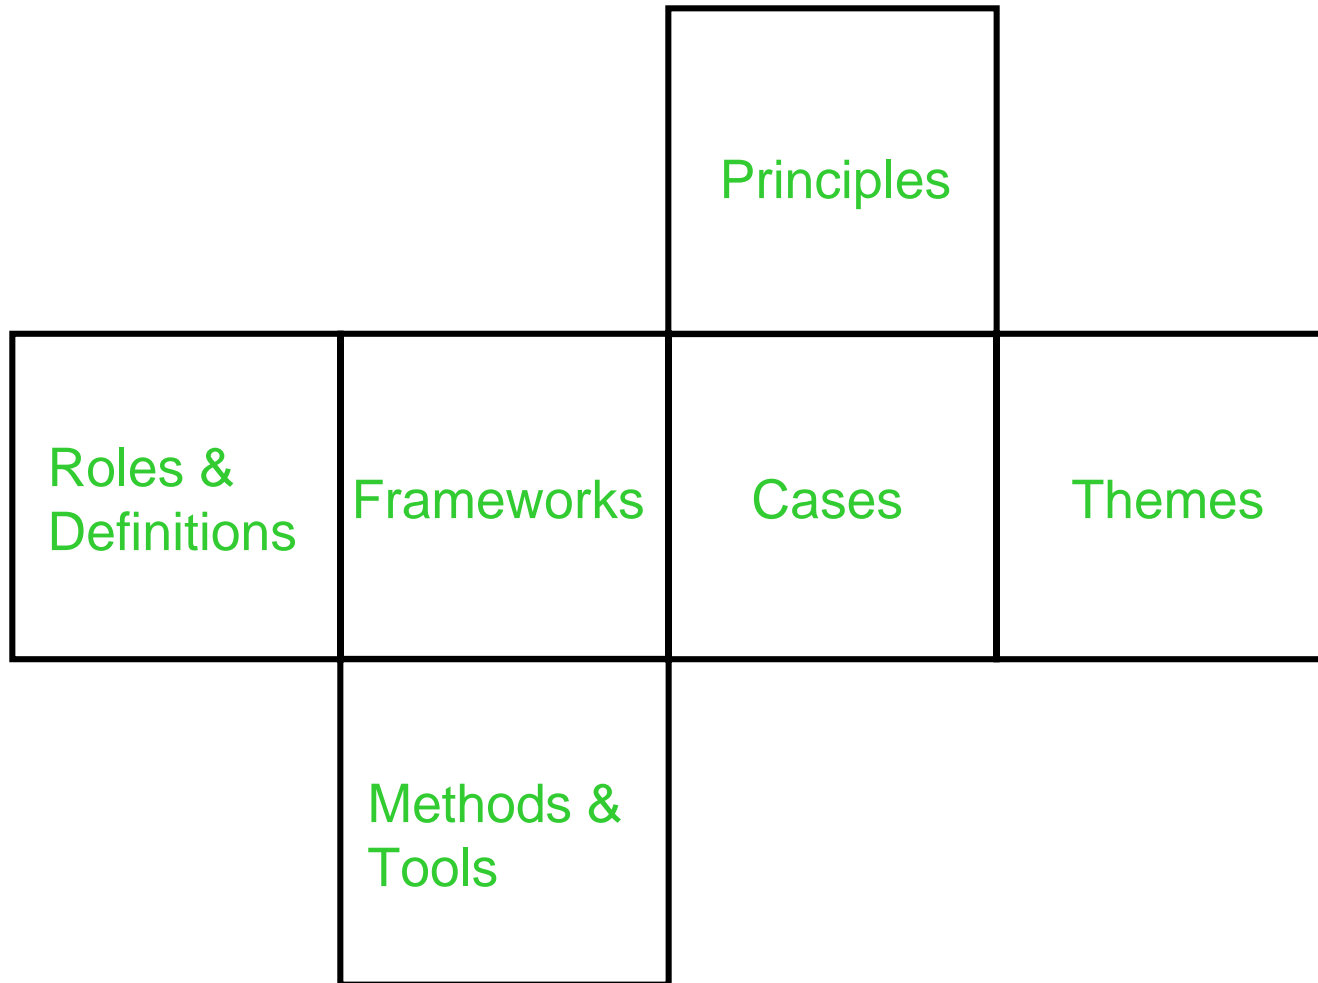 Principles
Roles &
Definitions
Frameworks
Cases
Themes
Methods &
Tools